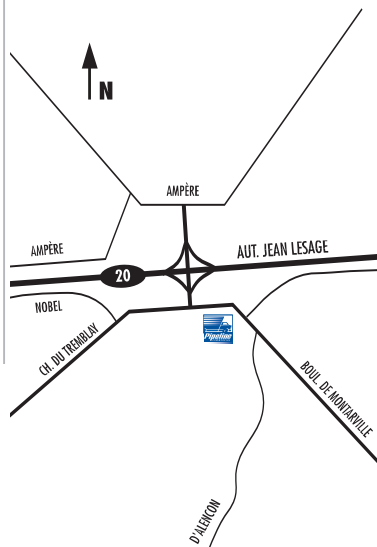 N
AMPÈRE
AMPÈRE
AUT. JEAN LESAGE
20
NOBEL
Pipeline
CH. DU TREMBLAY
BOUL. DE MONTARVILLE
D'ALENCON